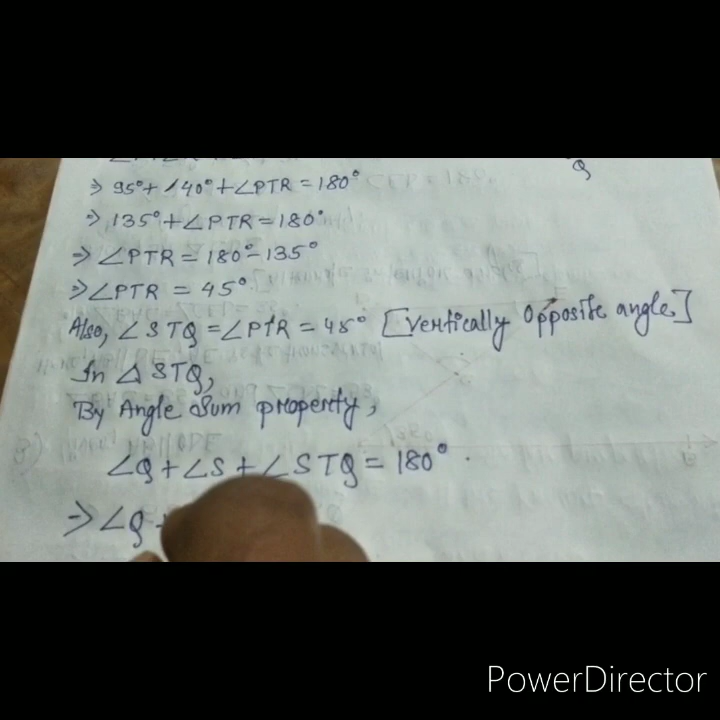 Q
⇒ 95°+∠40°+∠PTR=180°
⇒ 135°+∠PTR=180°
⇒ ∠PTR = 180°-135°
⇒ ∠PTR = 45°
Also, ∠STQ =∠PTR = 45° [Vertically Opposite angle]
In △ STQ,
By Angle Sum property,
∠Q+∠S+∠STQ= 180°.
⇒ ∠Q +
PowerDirector